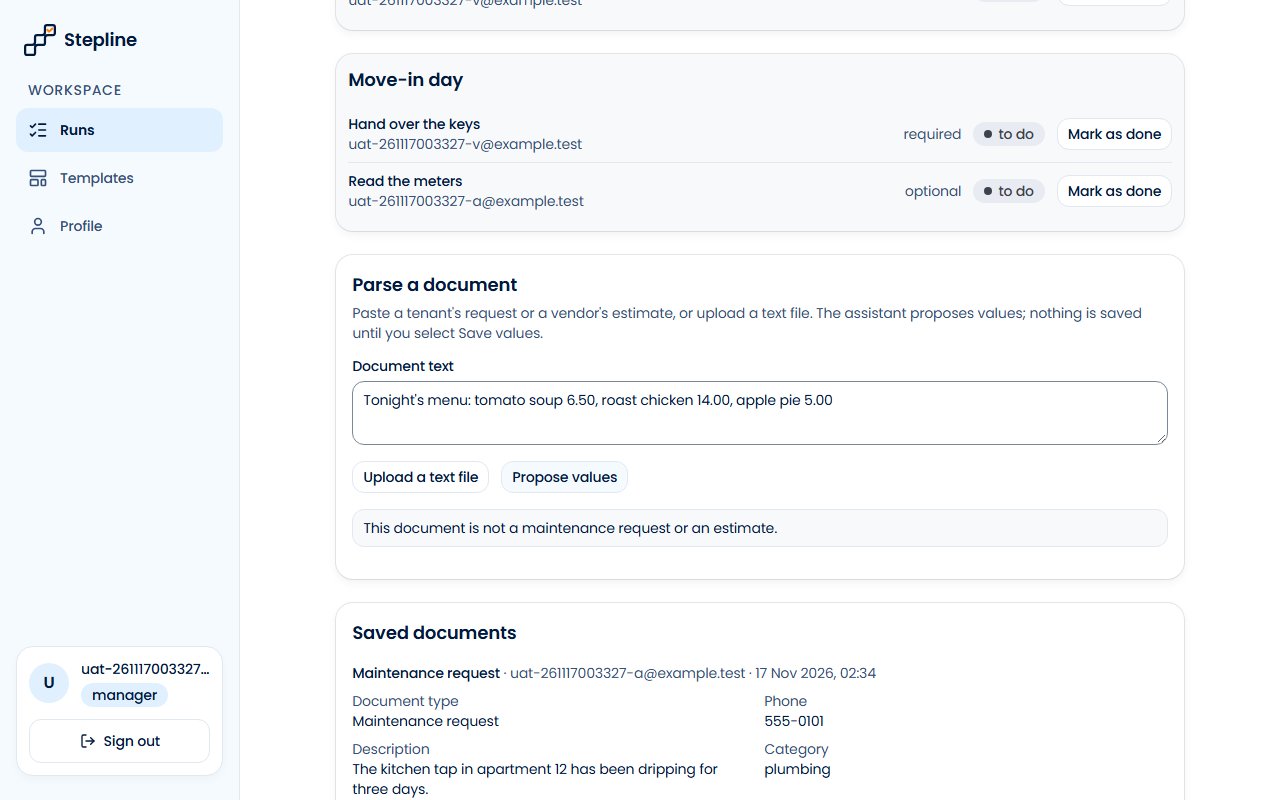 Stepline
WORKSPACE
Runs
Templates
Profile
uat-261117003327…
U
manager
Sign out
Move-in day
Hand over the keys
uat-261117003327-v@example.test
required
to do
Mark as done
Read the meters
uat-261117003327-a@example.test
optional
to do
Mark as done
Parse a document
Paste a tenant's request or a vendor's estimate, or upload a text file. The assistant proposes values; nothing is saved
until you select Save values.
Document text
Tonight's menu: tomato soup 6.50, roast chicken 14.00, apple pie 5.00
Upload a text file
Propose values
This document is not a maintenance request or an estimate.
Saved documents
Maintenance request · uat-261117003327-a@example.test · 17 Nov 2026, 02:34
Document type
Maintenance request
Phone
555-0101
Description
The kitchen tap in apartment 12 has been dripping for
three days.
Category
plumbing